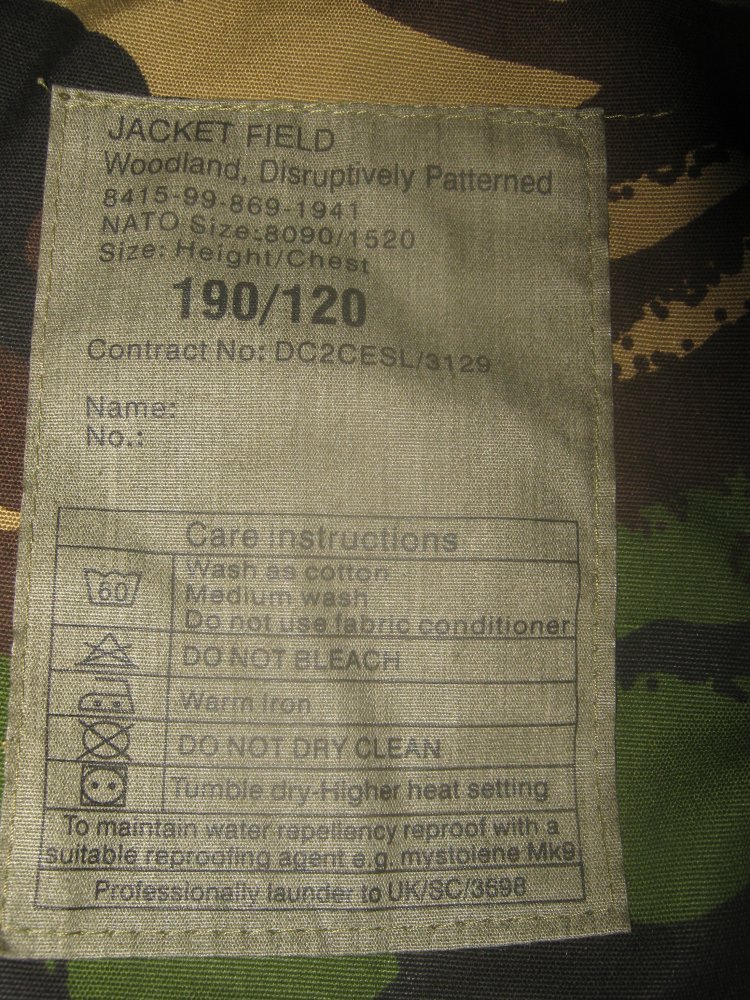 JACKET FIELD
Woodland, Disruptively Patterned
8415-99-869-1941
NATO Size:8090/1520
Size: Height/Chest
190/120
Contract No: DC2CESL/3129
Name:
No.:
Care instructions
60
Wash as cotton
Medium wash
Do not use fabric conditioner
DO NOT BLEACH
Warm iron
DO NOT DRY CLEAN
Tumble dry-Higher heat setting
To maintain water repellency reproof with a
suitable reproofing agent e.g. mystolene Mk9
Professionally launder to UK/SC/3598